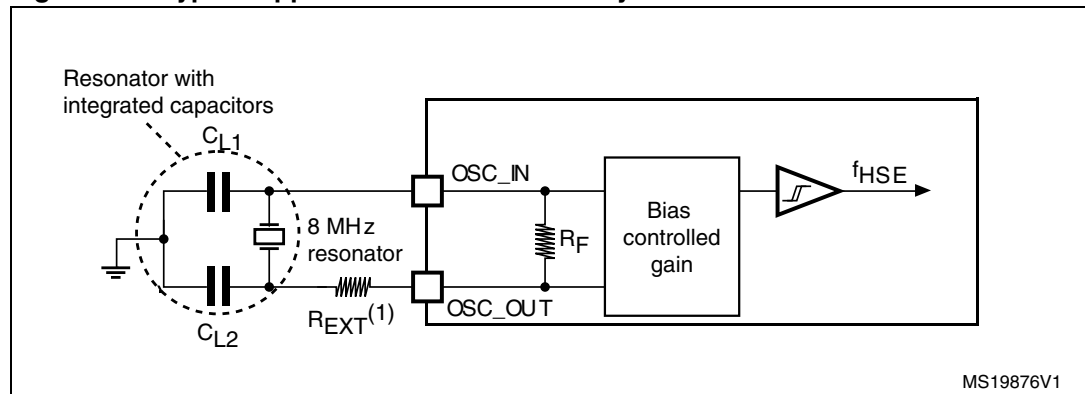 Resonator with
integrated capacitors
CL1
OSC_IN
fHSE
Bias
controlled
gain
8 MHz
resonator
RF
REXT(1)
OSC_OUT
CL2
MS19876V1